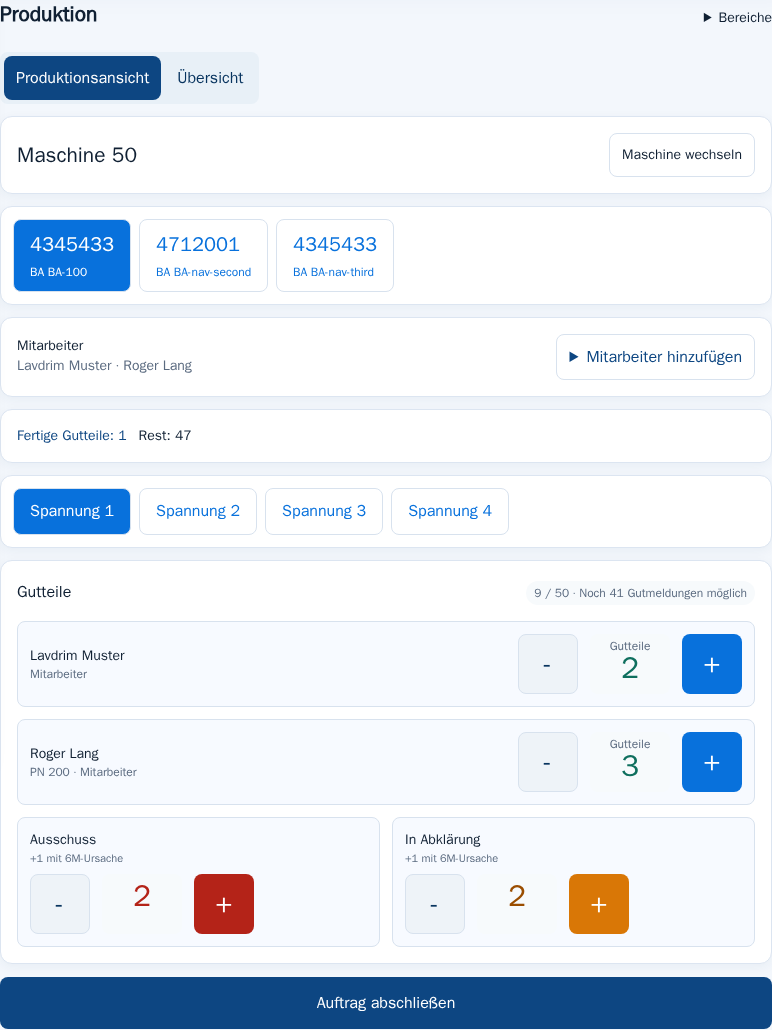 Produktion
▶ Bereiche
Produktionsansicht
Übersicht
Maschine 50
Maschine wechseln
4345433
BA BA-100
4712001
BA BA-nav-second
4345433
BA BA-nav-third
Mitarbeiter
Lavdrim Muster · Roger Lang
▶ Mitarbeiter hinzufügen
Fertige Gutteile: 1 Rest: 47
Spannung 1
Spannung 2
Spannung 3
Spannung 4
Gutteile
9 / 50 · Noch 41 Gutmeldungen möglich
Lavdrim Muster
Mitarbeiter
-
Gutteile
2
+
Roger Lang
PN 200 · Mitarbeiter
-
Gutteile
3
+
Ausschuss
+1 mit 6M-Ursache
-
2
+
In Abklärung
+1 mit 6M-Ursache
-
2
+
Auftrag abschließen